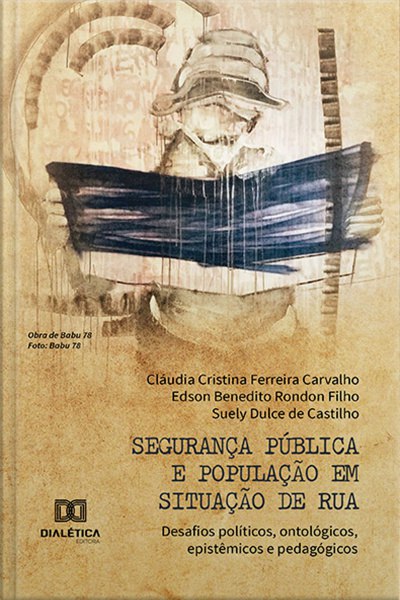 Obra de Babu 78
Foto: Babu 78
Cláudia Cristina Ferreira Carvalho
Edson Benedito Rondon Filho
Suely Dulce de Castilho
SEGURANÇA PÚBLICA
E POPULAÇÃO EM
SITUAÇÃO DE RUA
Desafios políticos, ontológicos,
epistêmicos e pedagógicos
DIALÉTICA
EDITORA